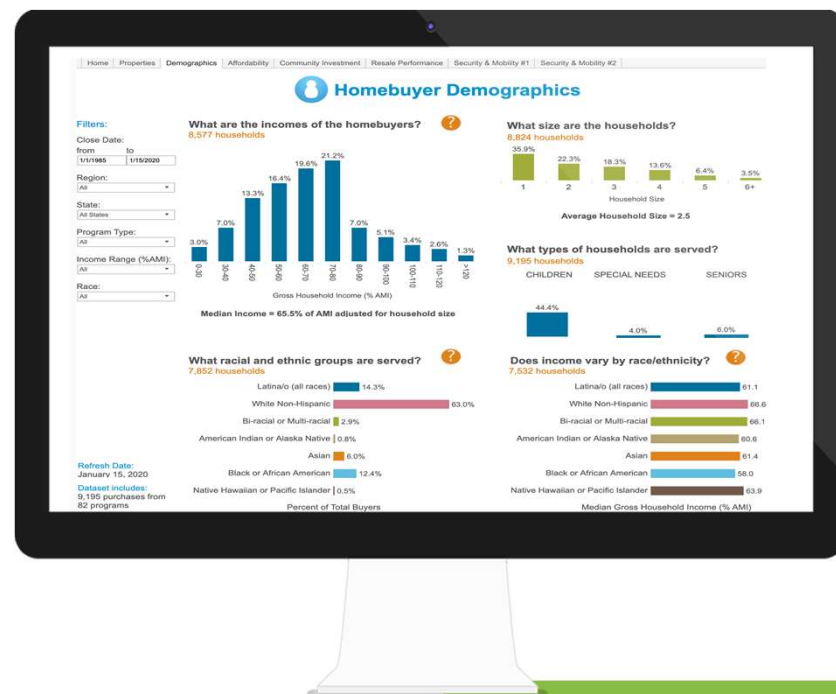 Home Properties Demographics Affordability Community Investment Resale Performance Security & Mobility #1 Security & Mobility #2
Homebuyer Demographics
Filters:
Close Date:
from to
1/1/1985 1/15/2020
Region:
All
State:
All States
Program Type:
All
Income Range (%AMI):
All
Race:
All
Refresh Date:
January 15, 2020
Dataset includes:
9,195 purchases from
82 programs
What are the incomes of the homebuyers? ?
8,577 households
3.0% 7.0% 13.3% 16.4% 19.6% 21.2% 7.0% 5.1% 3.4% 2.6% 1.3%
0-30 30-40 40-50 50-60 60-70 70-80 80-90 90-100 100-110 110-120 >120
Gross Household Income (% AMI)
Median Income = 65.5% of AMI adjusted for household size
What size are the households?
8,824 households
35.9% 22.3% 18.3% 13.6% 6.4% 3.5%
1 2 3 4 5 6+
Household Size
Average Household Size = 2.5
What types of households are served?
9,195 households
CHILDREN SPECIAL NEEDS SENIORS
44.4% 4.0% 6.0%
What racial and ethnic groups are served? ?
7,852 households
Latina/o (all races) 14.3%
White Non-Hispanic 63.0%
Bi-racial or Multi-racial 2.9%
American Indian or Alaska Native 0.8%
Asian 6.0%
Black or African American 12.4%
Native Hawaiian or Pacific Islander 0.5%
Percent of Total Buyers
Does income vary by race/ethnicity? ?
7,532 households
Latina/o (all races) 61.1
White Non-Hispanic 66.6
Bi-racial or Multi-racial 66.1
American Indian or Alaska Native 60.6
Asian 61.4
Black or African American 58.0
Native Hawaiian or Pacific Islander 63.9
Median Gross Household Income (% AMI)